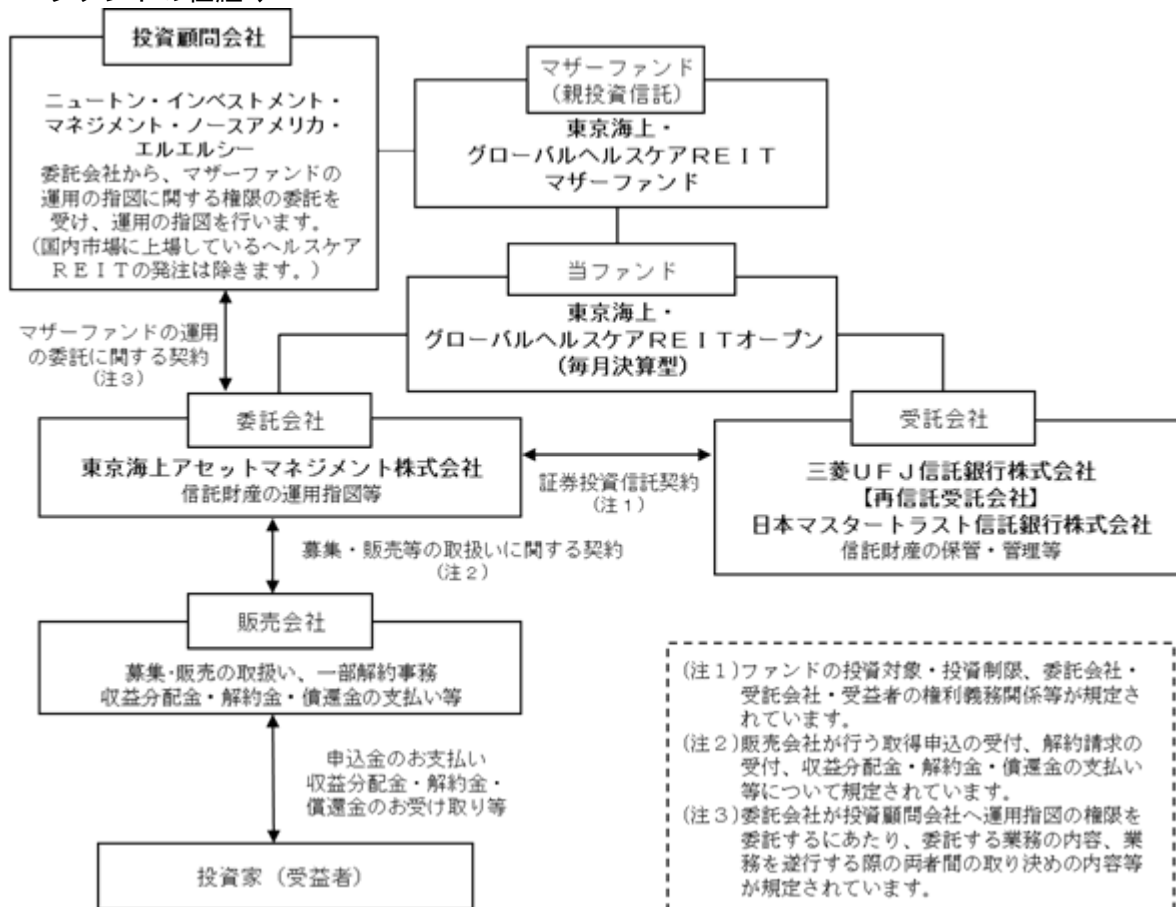 投資顧問会社
ニュートン・インベストメント・
マネジメント・ノースアメリカ・
エルエルシー
委託会社から、マザーファンドの
運用の指図に関する権限の委託を
受け、運用の指図を行います。
(国内市場に上場しているヘルスケア
ＲＥＩＴの発注は除きます。)
マザーファンド
(親投資信託)
東京海上・
グローバルヘルスケアＲＥＩＴ
マザーファンド
当ファンド
東京海上・
グローバルヘルスケアＲＥＩＴオープン
(毎月決算型)
マザーファンドの運用
の委託に関する契約
(注３)
委託会社
東京海上アセットマネジメント株式会社
信託財産の運用指図等
証券投資信託契約
(注１)
受託会社
三菱ＵＦＪ信託銀行株式会社
【再信託受託会社】
日本マスタートラスト信託銀行株式会社
信託財産の保管・管理等
募集・販売等の取扱いに関する契約
(注２)
販売会社
募集・販売の取扱い、一部解約事務
収益分配金・解約金・償還金の支払い等
申込金のお支払い
収益分配金・解約金・
償還金のお受け取り等
投資家（受益者）
(注１)ファンドの投資対象・投資制限、委託会社・
受託会社・受益者の権利義務関係等が規定さ
れています。
(注２)販売会社が行う取得申込の受付、解約請求の
受付、収益分配金・解約金・償還金の支払い
等について規定されています。
(注３)委託会社が投資顧問会社へ運用指図の権限を
委託するにあたり、委託する業務の内容、業
務を遂行する際の両者間の取り決めの内容等
が規定されています。